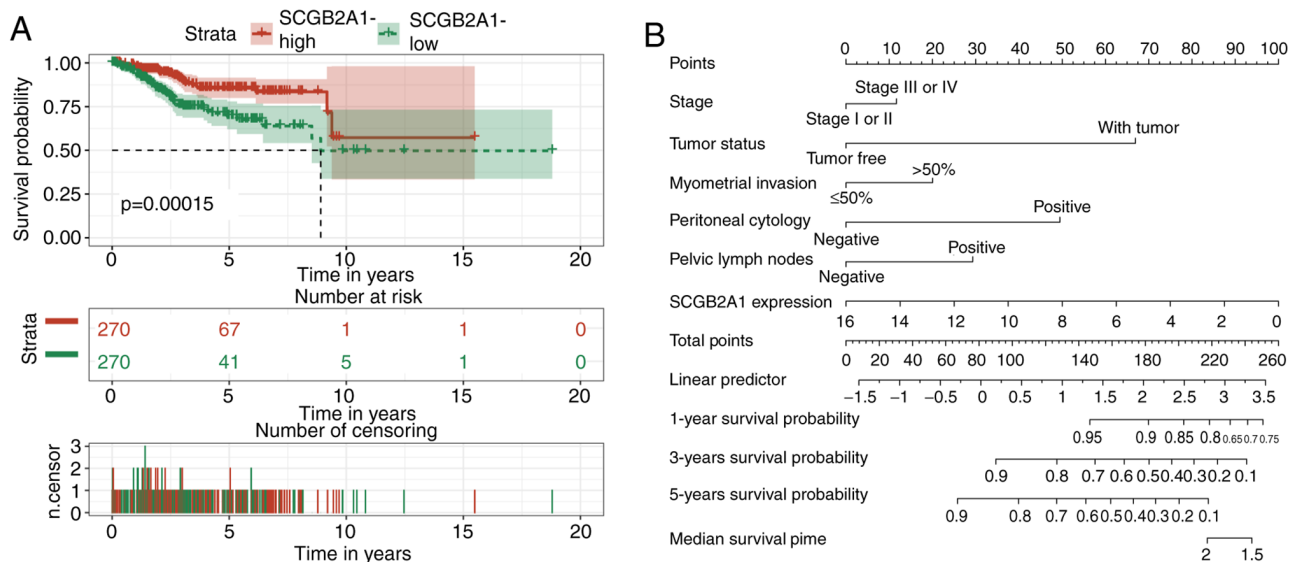 A
Strata
SCGB2A1-
high
SCGB2A1-
low
Survival probability
1.00
0.75
0.50
0.25
0.00
p=0.00015
0 5 10 15 20
Time in years
Number at risk
Strata
270 67 1 1 0
270 41 5 1 0
0 5 10 15 20
Time in years
Number of censoring
n.censor
3
2
1
0
0 5 10 15 20
Time in years
B
Points
0 10 20 30 40 50 60 70 80 90 100
Stage
Stage III or IV
Stage I or II
Tumor status
With tumor
Tumor free
Myometrial invasion
>50%
≤50%
Peritoneal cytology
Positive
Negative
Pelvic lymph nodes
Positive
Negative
SCGB2A1 expression
16 14 12 10 8 6 4 2 0
Total points
0 20 40 60 80 100 140 180 220 260
Linear predictor
−1.5 −1 −0.5 0 0.5 1 1.5 2 2.5 3 3.5
1-year survival probability
0.95 0.9 0.85 0.8 0.65 0.7 0.75
3-years survival probability
0.9 0.8 0.7 0.6 0.5 0.4 0.3 0.2 0.1
5-years survival probability
0.9 0.8 0.7 0.6 0.5 0.4 0.3 0.2 0.1
Median survival pime
2 1.5